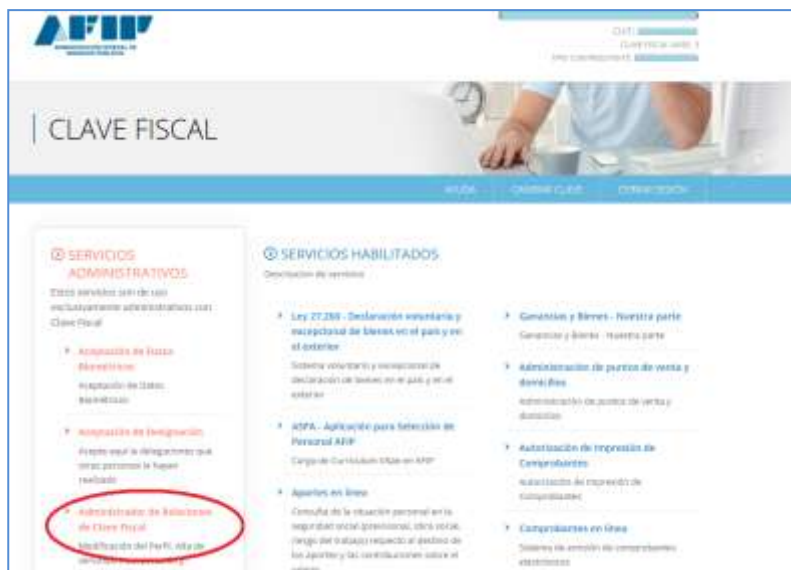 AFIP
CLAVE FISCAL
AYUDA
CAMBIAR CLAVE
CERRAR SESIÓN
SERVICIOS
ADMINISTRATIVOS
Estos servicios son de uso
exclusivamente administrativos con
Clave Fiscal
Aceptación de Datos
Biométricos
Aceptación de Datos
Biométricos
Aceptación de Designación
Acepte aquí la delegaciones que
otras personas le hayan
realizado
Administrador de Relaciones
de Clave Fiscal
Modificación del Perfil, Alta de
SERVICIOS HABILITADOS
Descripción de servicios
Ley 27.260 - Declaración voluntaria y
excepcional de bienes en el país y en
el exterior
Sistema voluntario y excepcional de
declaración de bienes en el país y en el
exterior
ASPA - Aplicación para Selección de
Personal AFIP
Carga de Curriculum Vitae en AFIP
Aportes en línea
Consulta de la situación personal en la
seguridad social (previsional, obra social,
riesgo del trabajo) respecto al destino de
los aportes y las contribuciones sobre el
Ganancias y Bienes - Nuestra parte
Ganancias y Bienes - Nuestra parte
Administración de puntos de venta y
domicilios
Administración de puntos de venta y
domicilios
Autorización de Impresión de
Comprobantes
Autorización de Impresión de
Comprobantes
Comprobantes en línea
Sistema de emisión de comprobantes
electrónicos